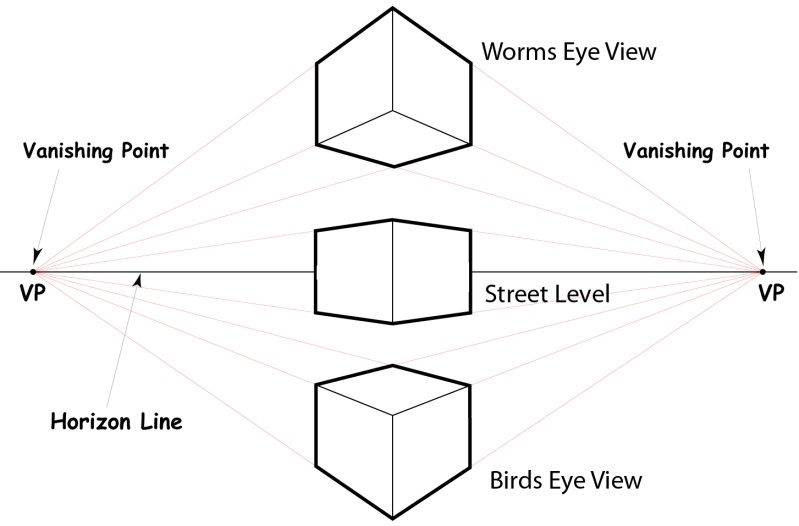 Worms Eye View
Vanishing Point
Vanishing Point
VP
VP
Street Level
Horizon Line
Birds Eye View